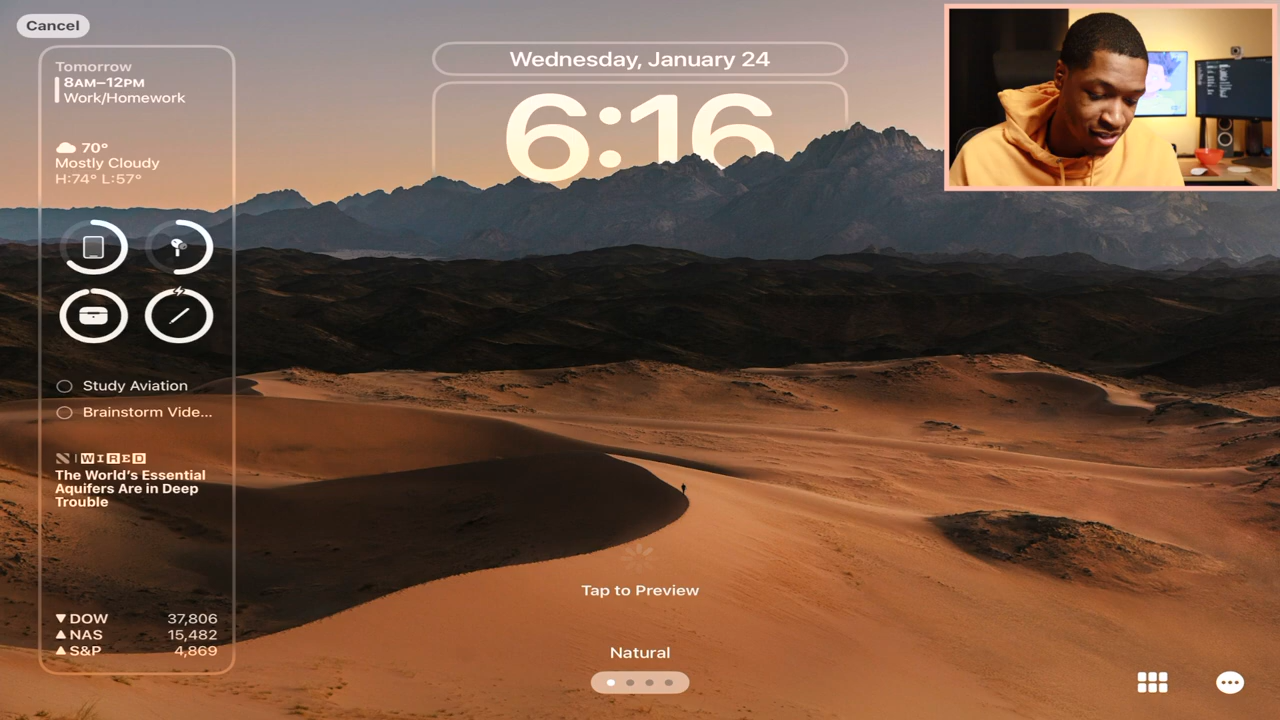 Cancel
Tomorrow
8AM–12PM
Work/Homework
70°
Mostly Cloudy
H:74° L:57°
Study Aviation
Brainstorm Vide...
WIRED
The World's Essential
Aquifers Are in Deep
Trouble
DOW 37,806
NAS 15,482
S&P 4,869
Wednesday, January 24
6:16
Tap to Preview
Natural